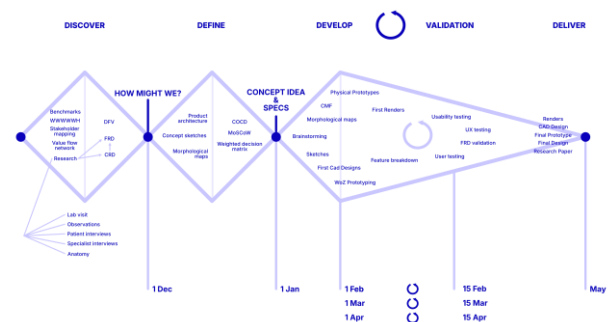 DISCOVER
DEFINE
DEVELOP
VALIDATION
DELIVER
HOW MIGHT WE?
CONCEPT IDEA
&
SPECS
Benchmarks
WWWWWH
Stakeholder
mapping
Value flow
network
Research
DFV
FRD
CRD
Lab visit
Observations
Patient interviews
Specialist interviews
Anatomy
Product
architecture
Concept sketches
Morphological
maps
COCD
MoSCoW
Weighted decision
matrix
Physical Prototypes
CMF
First Renders
Morphological maps
Brainstorming
Sketches
Feature breakdown
First Cad Designs
WoZ Prototyping
Usability testing
UX testing
FRD validation
User testing
Renders
CAD Design
Final Prototype
Final Design
Research Paper
1 Dec
1 Jan
1 Feb
15 Feb
May
1 Mar
15 Mar
1 Apr
15 Apr